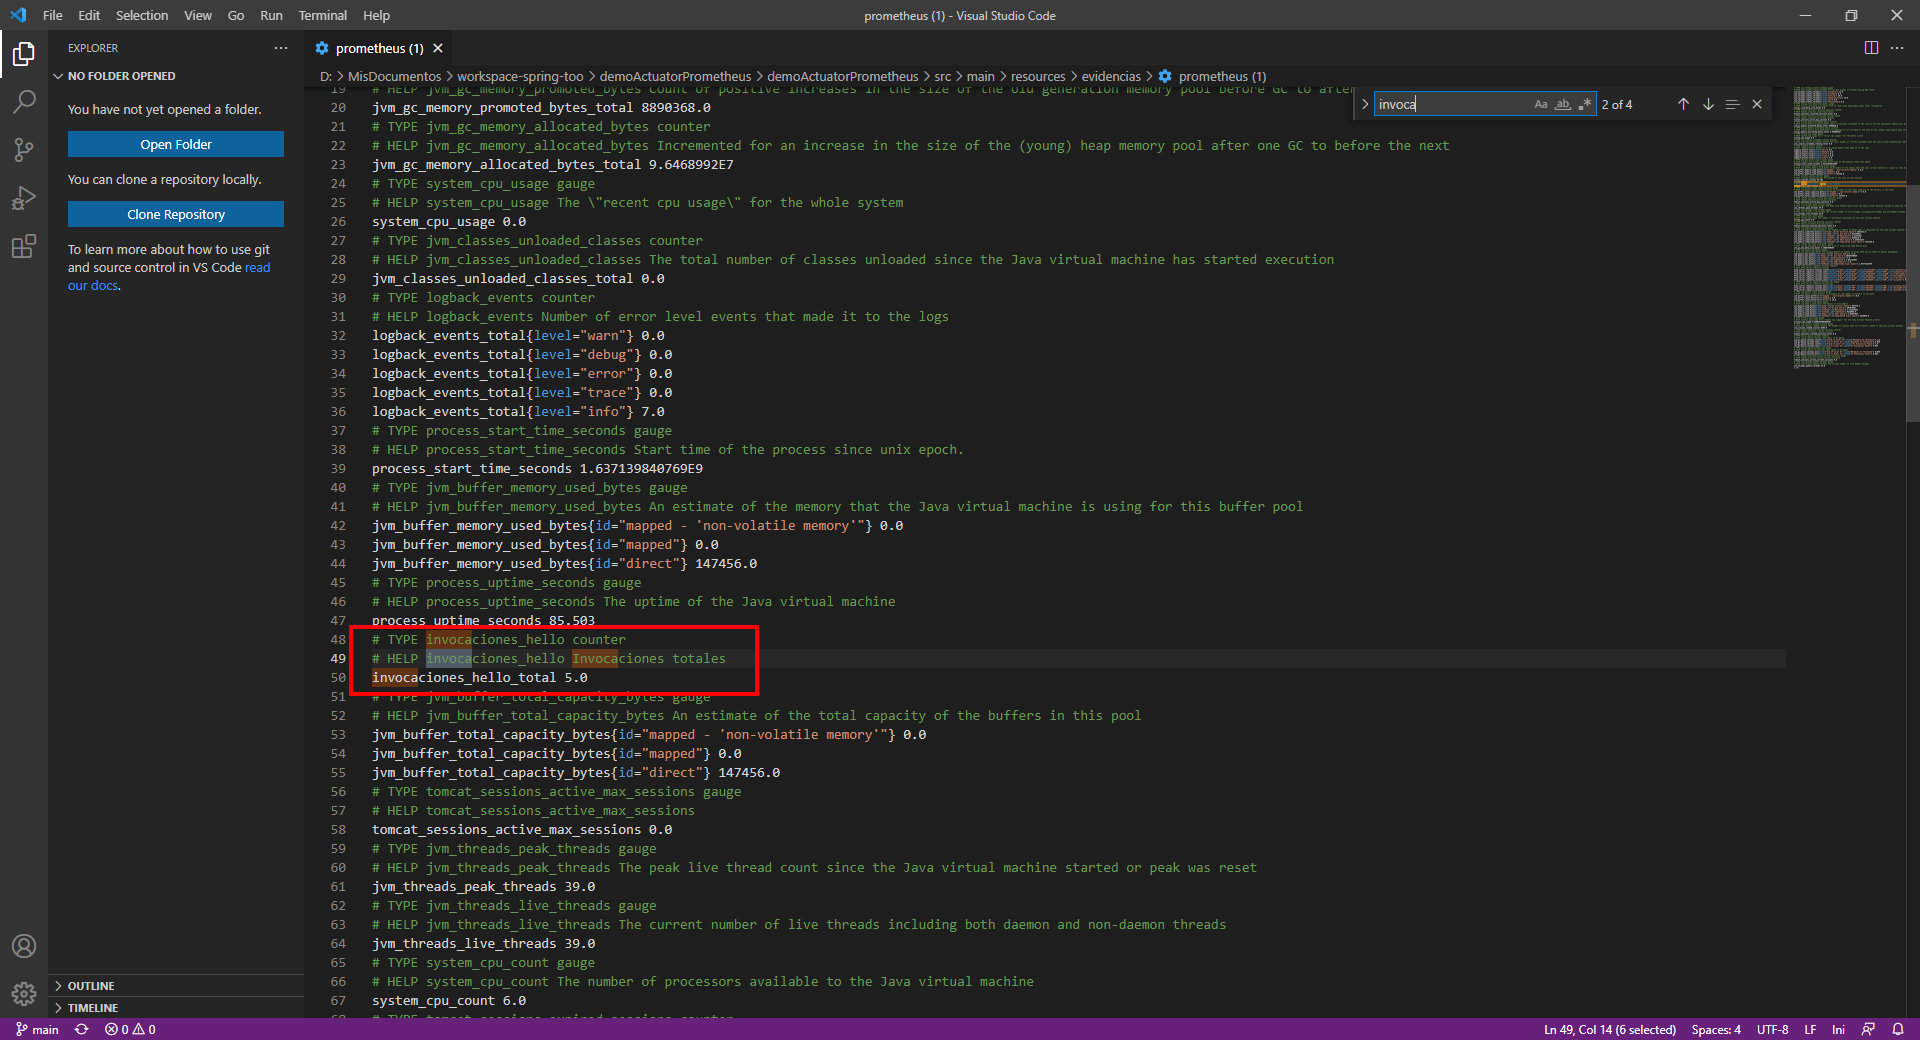 File Edit Selection View Go Run Terminal Help
prometheus (1) - Visual Studio Code
EXPLORER
NO FOLDER OPENED
You have not yet opened a folder.
Open Folder
You can clone a repository locally.
Clone Repository
To learn more about how to use git
and source control in VS Code read
our docs.
OUTLINE
TIMELINE
prometheus (1)
D: > MisDocumentos > workspace-spring-too > demoActuatorPrometheus > demoActuatorPrometheus > src > main > resources > evidencias > prometheus (1)
invoca Aa ab 2 of 4
19 # HELP jvm_gc_memory_promoted_bytes Count of positive increases in the size of the old generation memory pool before GC to after
20 jvm_gc_memory_promoted_bytes_total 8890368.0
21 # TYPE jvm_gc_memory_allocated_bytes counter
22 # HELP jvm_gc_memory_allocated_bytes Incremented for an increase in the size of the (young) heap memory pool after one GC to before the next
23 jvm_gc_memory_allocated_bytes_total 9.6468992E7
24 # TYPE system_cpu_usage gauge
25 # HELP system_cpu_usage The \"recent cpu usage\" for the whole system
26 system_cpu_usage 0.0
27 # TYPE jvm_classes_unloaded_classes counter
28 # HELP jvm_classes_unloaded_classes The total number of classes unloaded since the Java virtual machine has started execution
29 jvm_classes_unloaded_classes_total 0.0
30 # TYPE logback_events counter
31 # HELP logback_events Number of error level events that made it to the logs
32 logback_events_total{level="warn"} 0.0
33 logback_events_total{level="debug"} 0.0
34 logback_events_total{level="error"} 0.0
35 logback_events_total{level="trace"} 0.0
36 logback_events_total{level="info"} 7.0
37 # TYPE process_start_time_seconds gauge
38 # HELP process_start_time_seconds Start time of the process since unix epoch.
39 process_start_time_seconds 1.637139840769E9
40 # TYPE jvm_buffer_memory_used_bytes gauge
41 # HELP jvm_buffer_memory_used_bytes An estimate of the memory that the Java virtual machine is using for this buffer pool
42 jvm_buffer_memory_used_bytes{id="mapped - 'non-volatile memory'"} 0.0
43 jvm_buffer_memory_used_bytes{id="mapped"} 0.0
44 jvm_buffer_memory_used_bytes{id="direct"} 147456.0
45 # TYPE process_uptime_seconds gauge
46 # HELP process_uptime_seconds The uptime of the Java virtual machine
47 process_uptime_seconds 85.503
48 # TYPE invocaciones_hello counter
49 # HELP invocaciones_hello Invocaciones totales
50 invocaciones_hello_total 5.0
51 # TYPE jvm_buffer_total_capacity_bytes gauge
52 # HELP jvm_buffer_total_capacity_bytes An estimate of the total capacity of the buffers in this pool
53 jvm_buffer_total_capacity_bytes{id="mapped - 'non-volatile memory'"} 0.0
54 jvm_buffer_total_capacity_bytes{id="mapped"} 0.0
55 jvm_buffer_total_capacity_bytes{id="direct"} 147456.0
56 # TYPE tomcat_sessions_active_max_sessions gauge
57 # HELP tomcat_sessions_active_max_sessions
58 tomcat_sessions_active_max_sessions 0.0
59 # TYPE jvm_threads_peak_threads gauge
60 # HELP jvm_threads_peak_threads The peak live thread count since the Java virtual machine started or peak was reset
61 jvm_threads_peak_threads 39.0
62 # TYPE jvm_threads_live_threads gauge
63 # HELP jvm_threads_live_threads The current number of live threads including both daemon and non-daemon threads
64 jvm_threads_live_threads 39.0
65 # TYPE system_cpu_count gauge
66 # HELP system_cpu_count The number of processors available to the Java virtual machine
67 system_cpu_count 6.0
68 # TYPE tomcat_sessions_expired_sessions counter
main 0 0
Ln 49, Col 14 (6 selected) Spaces: 4 UTF-8 LF Ini